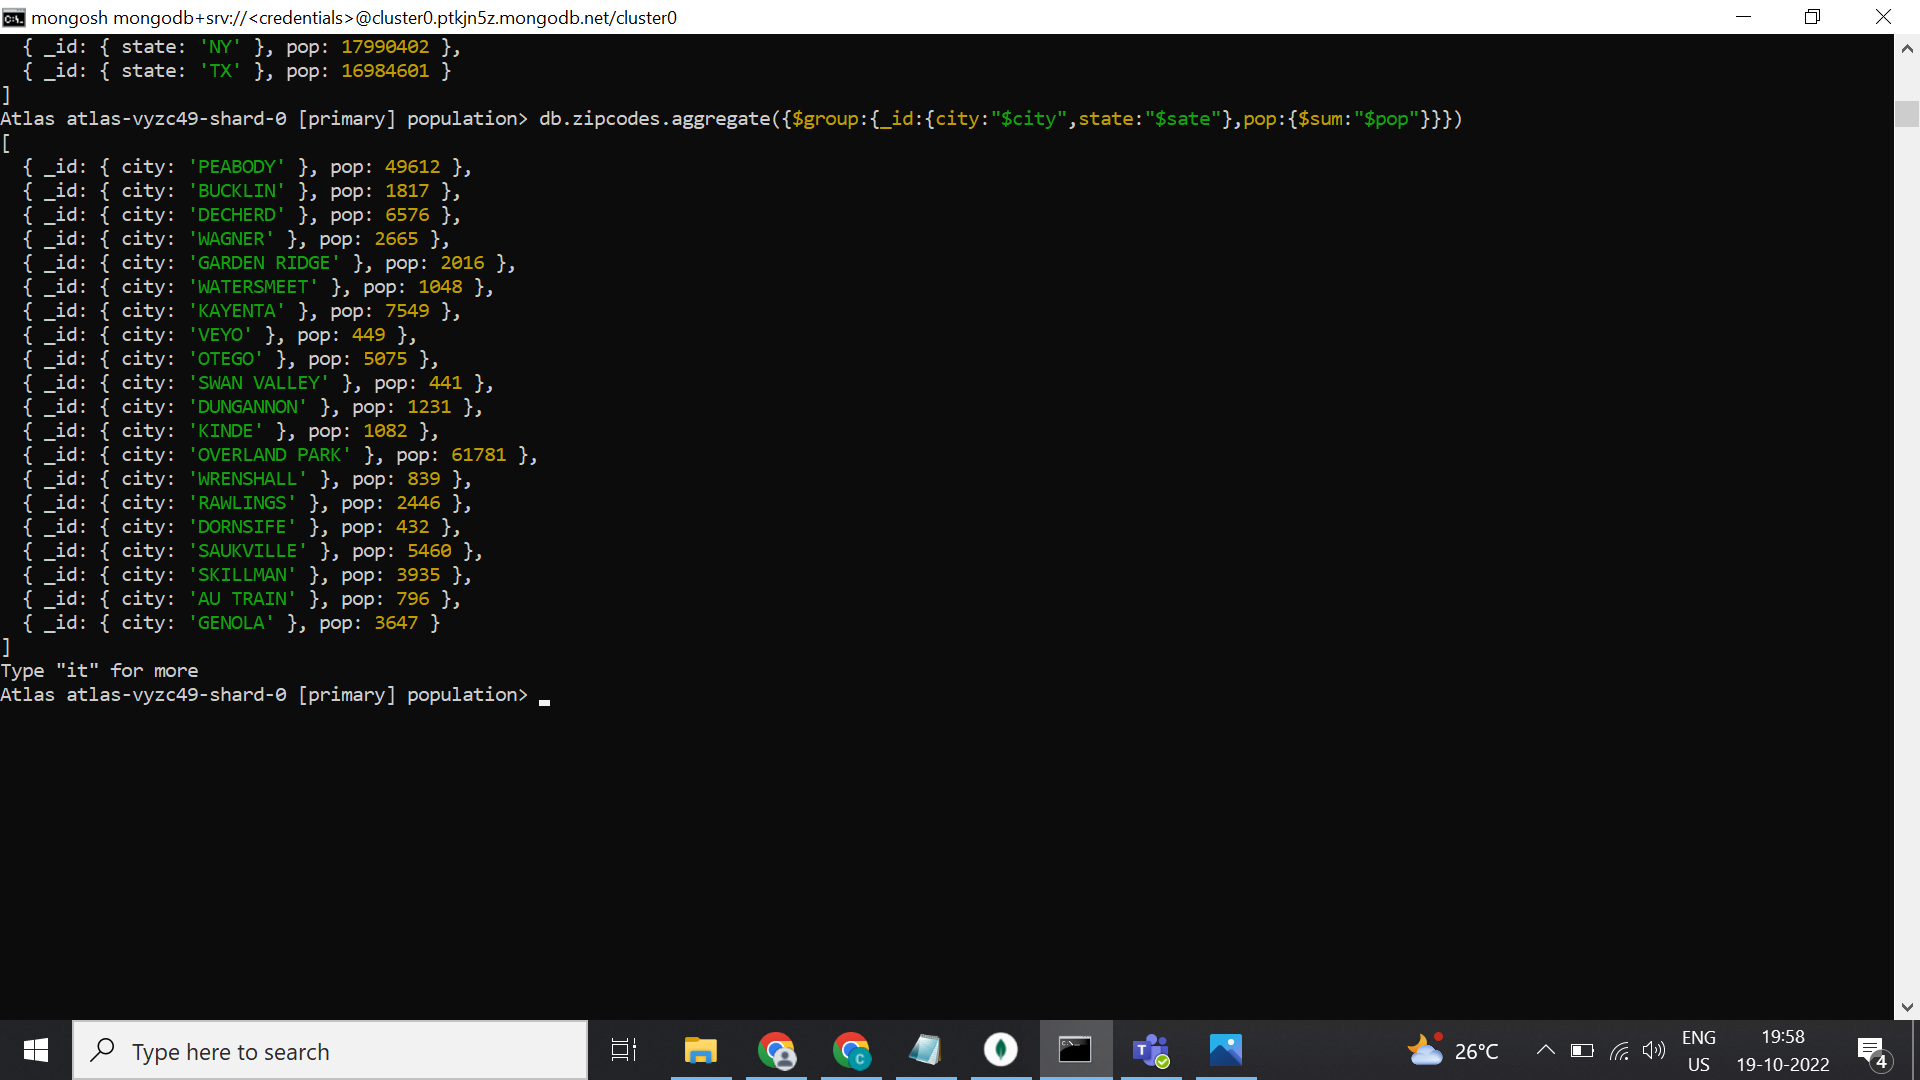 mongosh mongodb+srv://<credentials>@cluster0.ptkjn5z.mongodb.net/cluster0
  { _id: { state: 'NY' }, pop: 17990402 },
  { _id: { state: 'TX' }, pop: 16984601 }
]
Atlas atlas-vyzc49-shard-0 [primary] population> db.zipcodes.aggregate({$group:{_id:{city:"$city",state:"$sate"},pop:{$sum:"$pop"}}})
[
  { _id: { city: 'PEABODY' }, pop: 49612 },
  { _id: { city: 'BUCKLIN' }, pop: 1817 },
  { _id: { city: 'DECHERD' }, pop: 6576 },
  { _id: { city: 'WAGNER' }, pop: 2665 },
  { _id: { city: 'GARDEN RIDGE' }, pop: 2016 },
  { _id: { city: 'WATERSMEET' }, pop: 1048 },
  { _id: { city: 'KAYENTA' }, pop: 7549 },
  { _id: { city: 'VEYO' }, pop: 449 },
  { _id: { city: 'OTEGO' }, pop: 5075 },
  { _id: { city: 'SWAN VALLEY' }, pop: 441 },
  { _id: { city: 'DUNGANNON' }, pop: 1231 },
  { _id: { city: 'KINDE' }, pop: 1082 },
  { _id: { city: 'OVERLAND PARK' }, pop: 61781 },
  { _id: { city: 'WRENSHALL' }, pop: 839 },
  { _id: { city: 'RAWLINGS' }, pop: 2446 },
  { _id: { city: 'DORNSIFE' }, pop: 432 },
  { _id: { city: 'SAUKVILLE' }, pop: 5460 },
  { _id: { city: 'SKILLMAN' }, pop: 3935 },
  { _id: { city: 'AU TRAIN' }, pop: 796 },
  { _id: { city: 'GENOLA' }, pop: 3647 }
]
Type "it" for more
Atlas atlas-vyzc49-shard-0 [primary] population>
Type here to search
26°C
ENG
US
19:58
19-10-2022
4